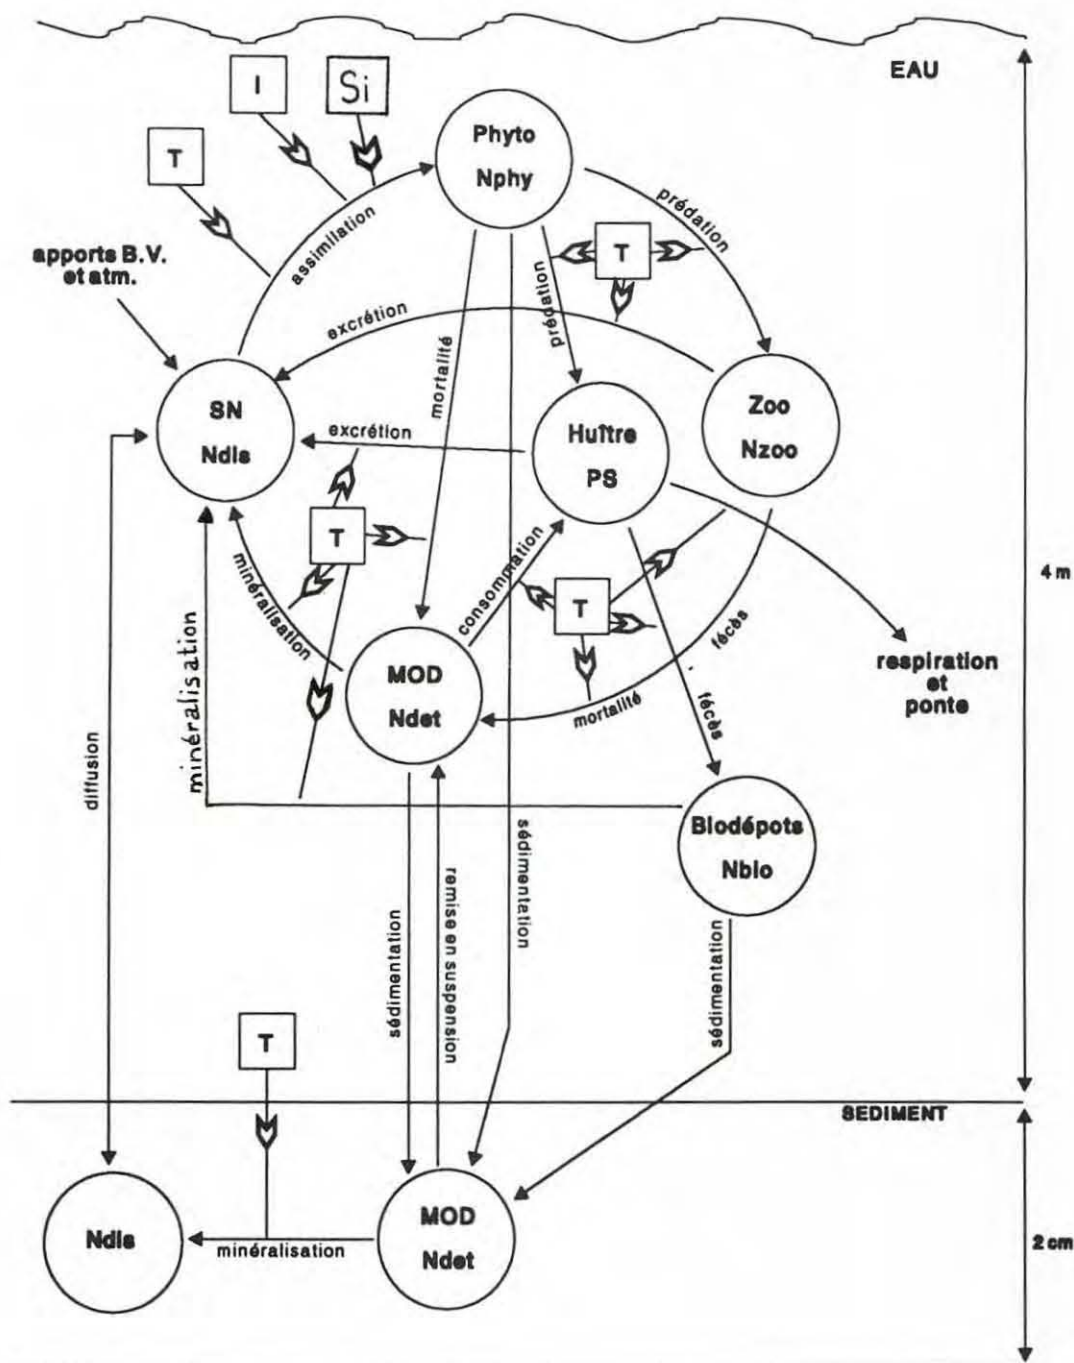 EAU
I
Si
T
Phyto
Nphy
apports B.V.
et atm.
assimilation
prédation
T
prédation
excrétion
mortalité
SN
Ndis
excrétion
Huître
PS
Zoo
Nzoo
T
minéralisation
consommation
T
fécès
4 m
respiration
et
ponte
MOD
Ndet
mortalité
fécès
minéralisation
diffusion
Biodépots
Nbio
sédimentation
remise en suspension
sédimentation
sédimentation
T
SEDIMENT
Ndis
minéralisation
MOD
Ndet
2 cm